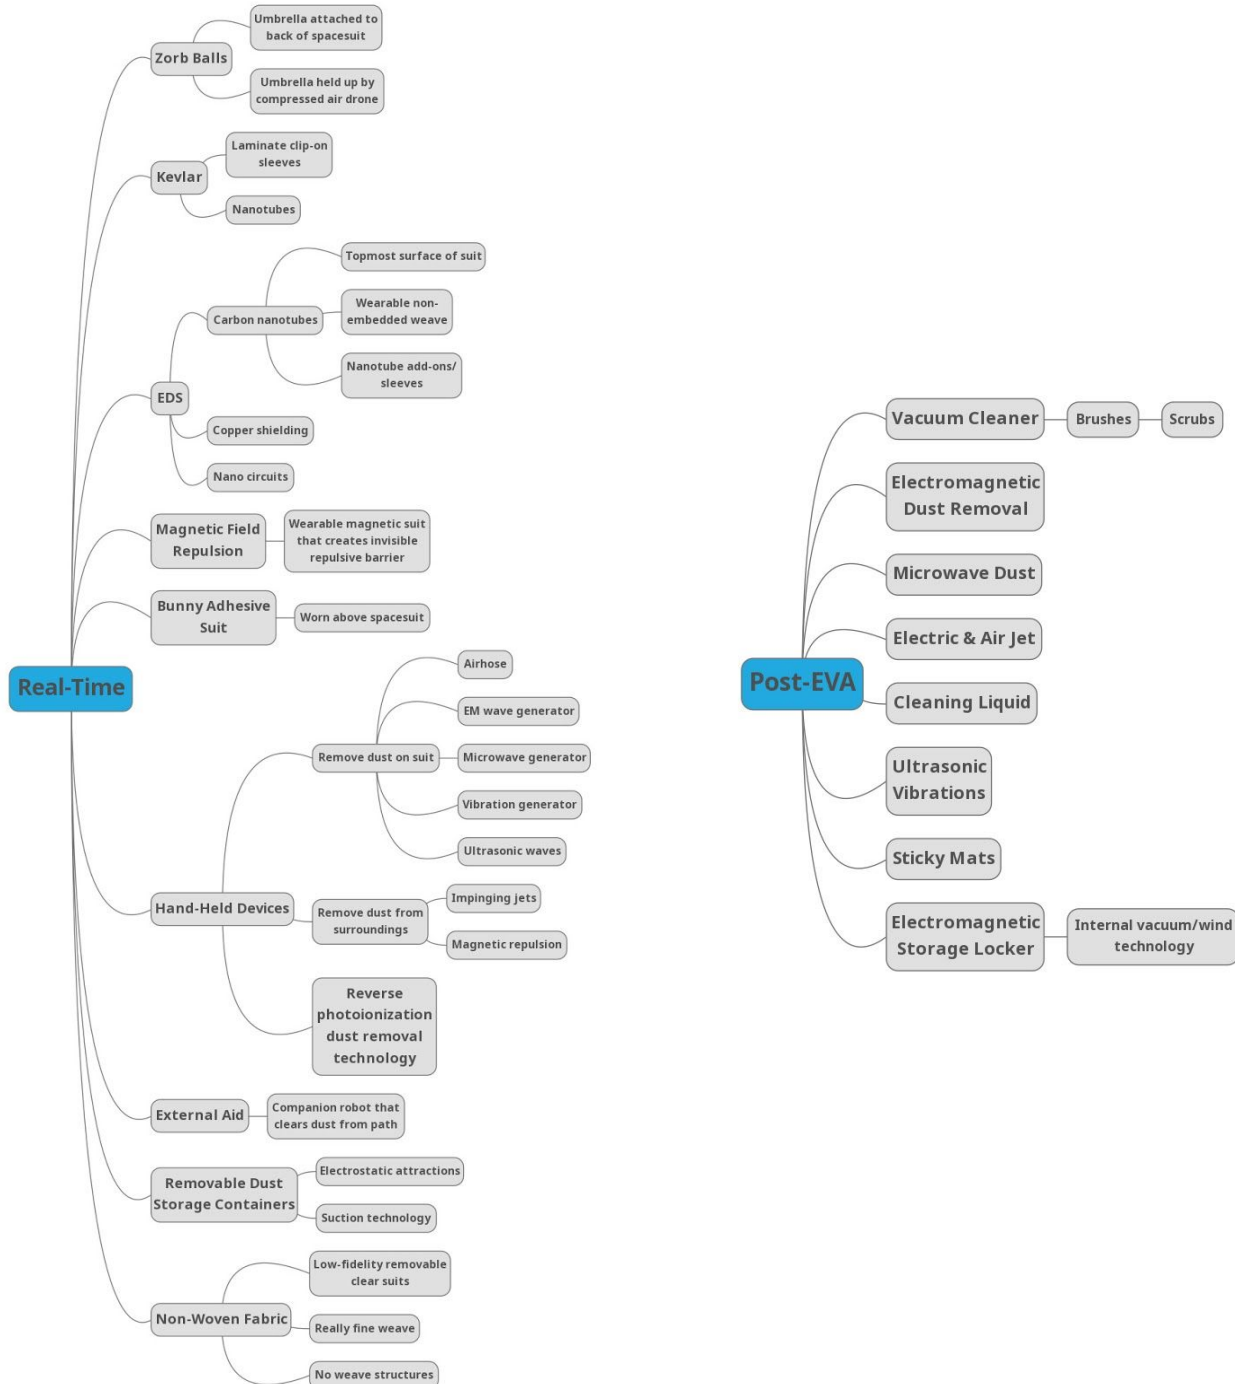 Umbrella attached to
back of spacesuit
Zorb Balls
Umbrella held up by
compressed air drone
Laminate clip-on
sleeves
Kevlar
Nanotubes
Topmost surface of suit
Wearable non-
embedded weave
Carbon nanotubes
Nanotube add-ons/
sleeves
EDS
Copper shielding
Nano circuits
Magnetic Field
Repulsion
Wearable magnetic suit
that creates invisible
repulsive barrier
Bunny Adhesive
Suit
Worn above spacesuit
Real-Time
Airhose
EM wave generator
Remove dust on suit
Microwave generator
Vibration generator
Ultrasonic waves
Hand-Held Devices
Impinging jets
Remove dust from
surroundings
Magnetic repulsion
Reverse
photoionization
dust removal
technology
External Aid
Companion robot that
clears dust from path
Removable Dust
Storage Containers
Electrostatic attractions
Suction technology
Low-fidelity removable
clear suits
Non-Woven Fabric
Really fine weave
No weave structures
Vacuum Cleaner
Brushes
Scrubs
Electromagnetic
Dust Removal
Microwave Dust
Electric & Air Jet
Post-EVA
Cleaning Liquid
Ultrasonic
Vibrations
Sticky Mats
Electromagnetic
Storage Locker
Internal vacuum/wind
technology